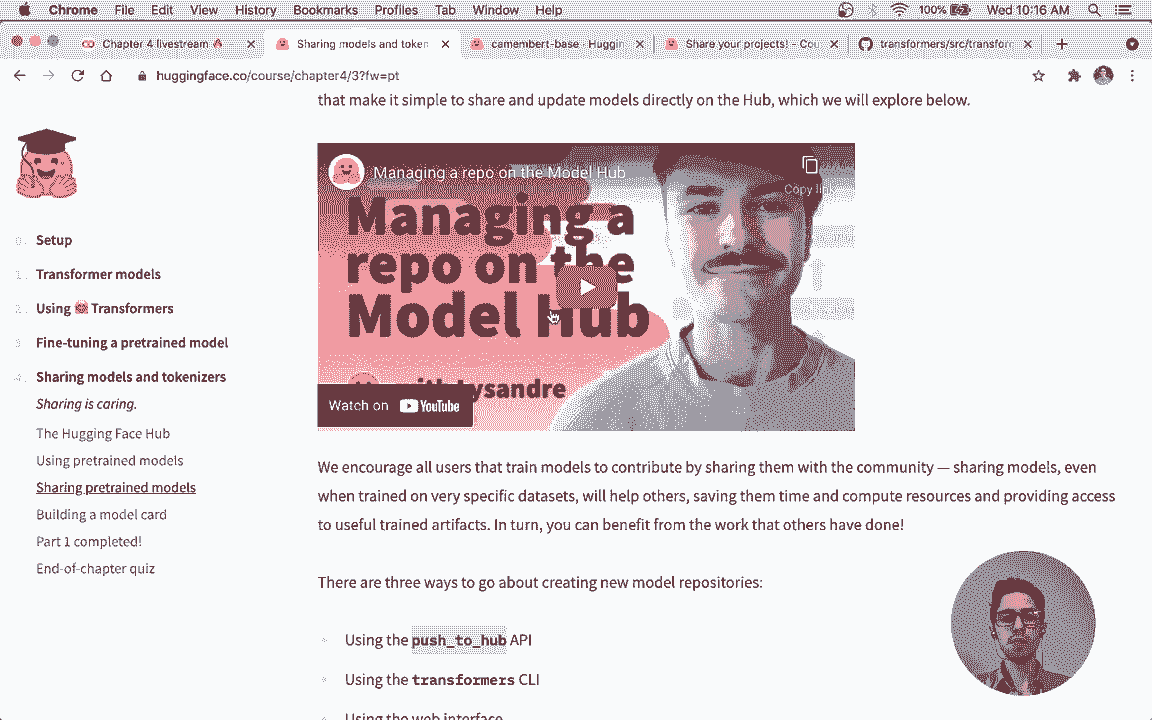 Chrome File Edit View History Bookmarks Profiles Tab Window Help 100% Wed 10:16 AM
Chapter 4 livestream Sharing models and token camembert-base - Huggin Share your projects! - Cou transformers/src/transforn
huggingface.co/course/chapter4/3?fw=pt
that make it simple to share and update models directly on the Hub, which we will explore below.
Managing a repo on the Model Hub
Copy link
Managing a
repo on the
Model Hub
with Lysandre
Watch on YouTube
0. Setup
1. Transformer models
2. Using Transformers
3. Fine-tuning a pretrained model
4. Sharing models and tokenizers
Sharing is caring.
The Hugging Face Hub
Using pretrained models
Sharing pretrained models
Building a model card
Part 1 completed!
End-of-chapter quiz
We encourage all users that train models to contribute by sharing them with the community — sharing models, even
when trained on very specific datasets, will help others, saving them time and compute resources and providing access
to useful trained artifacts. In turn, you can benefit from the work that others have done!
There are three ways to go about creating new model repositories:
Using the push_to_hub API
Using the transformers CLI
Using the web interface